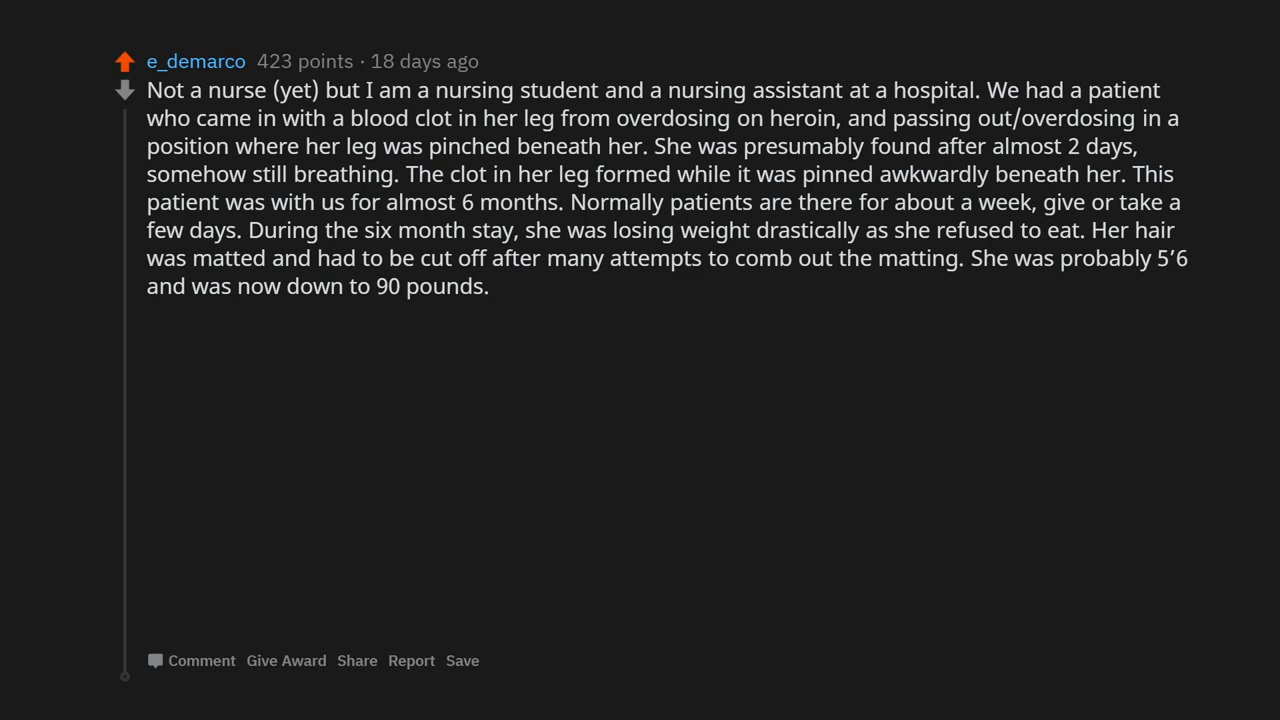 e_demarco 423 points · 18 days ago
Not a nurse (yet) but I am a nursing student and a nursing assistant at a hospital. We had a patient
who came in with a blood clot in her leg from overdosing on heroin, and passing out/overdosing in a
position where her leg was pinched beneath her. She was presumably found after almost 2 days,
somehow still breathing. The clot in her leg formed while it was pinned awkwardly beneath her. This
patient was with us for almost 6 months. Normally patients are there for about a week, give or take a
few days. During the six month stay, she was losing weight drastically as she refused to eat. Her hair
was matted and had to be cut off after many attempts to comb out the matting. She was probably 5’6
and was now down to 90 pounds.
Comment Give Award Share Report Save